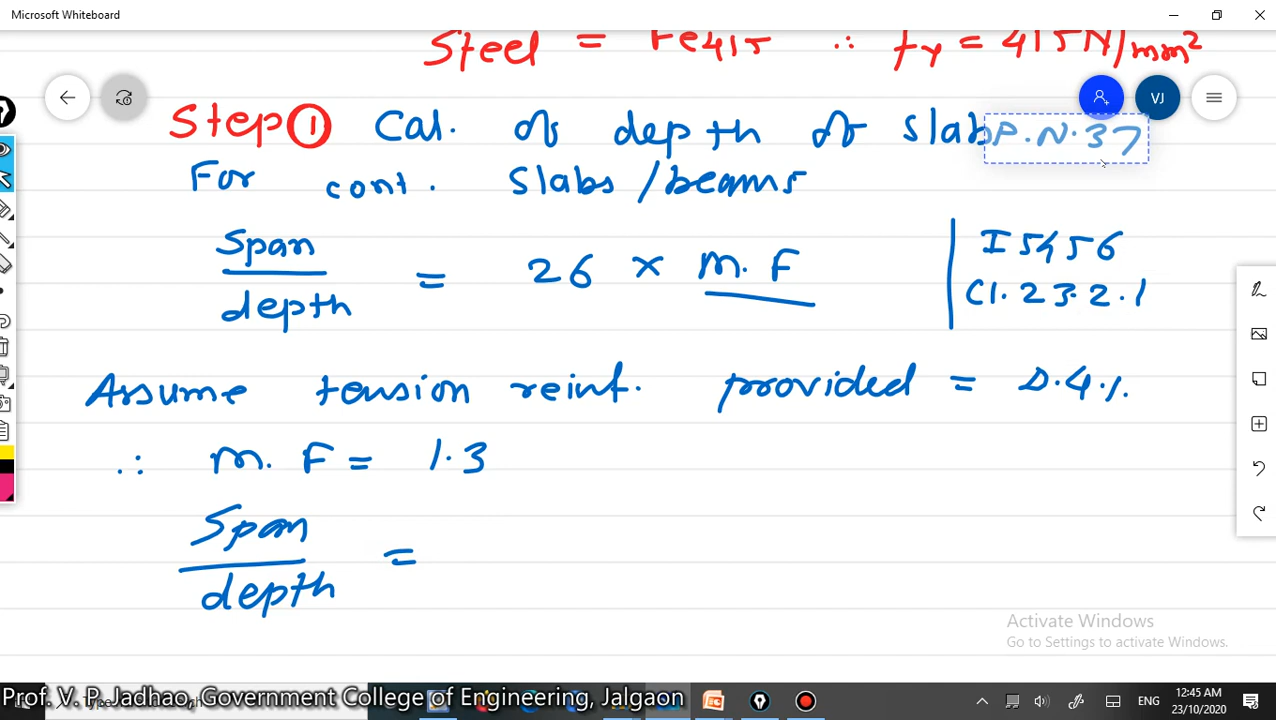 Microsoft Whiteboard
Steel = Fe415 ∴ fy = 415N/mm²
VJ
Step ① Cal. of depth of slab P.N.37
For cont. Slabs/beams
Span
depth = 26 × m.F
IS456
Cl.23.2.1
Assume tension reinf. provided = 0.4%
∴ m.F = 1.3
Span
depth =
Activate Windows
Go to Settings to activate Windows.
Prof. V. P. Jadhao, Government College of Engineering, Jalgaon
ENG
12:45 AM
23/10/2020